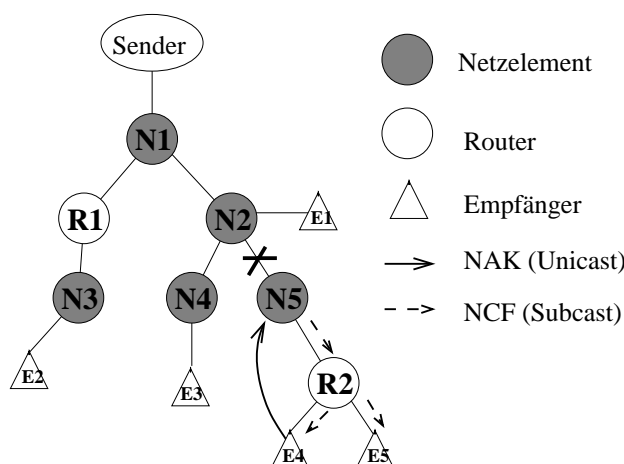 Sender
N1
R1
N2
E1
N3
N4
N5
E2
E3
R2
E4
E5
Netzelement
Router
Empfänger
NAK (Unicast)
NCF (Subcast)